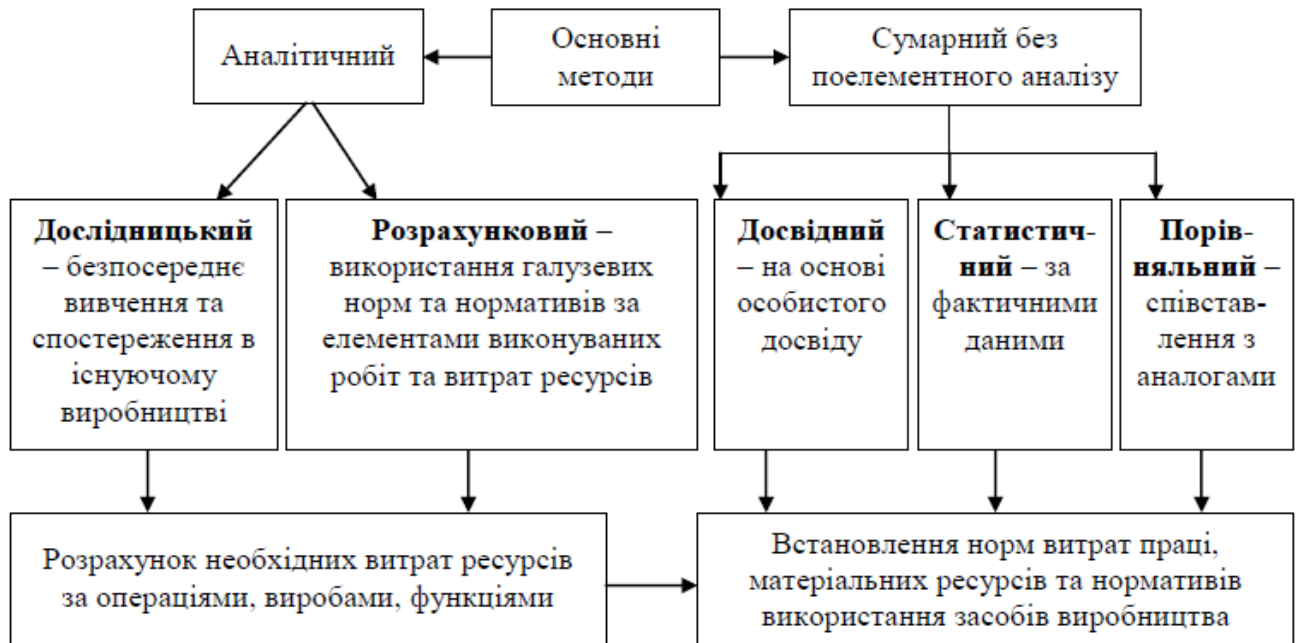 Аналітичний
Основні
методи
Сумарний без
поелементного аналізу
Дослідницький
– безпосереднє
вивчення та
спостереження в
існуючому
виробництві
Розрахунковий –
використання галузевих
норм та нормативів за
елементами виконуваних
робіт та витрат ресурсів
Досвідний
– на основі
особистого
досвіду
Статистич-
ний – за
фактичними
даними
Порів-
няльний –
співстав-
лення з
аналогами
Розрахунок необхідних витрат ресурсів
за операціями, виробами, функціями
Встановлення норм витрат праці,
матеріальних ресурсів та нормативів
використання засобів виробництва